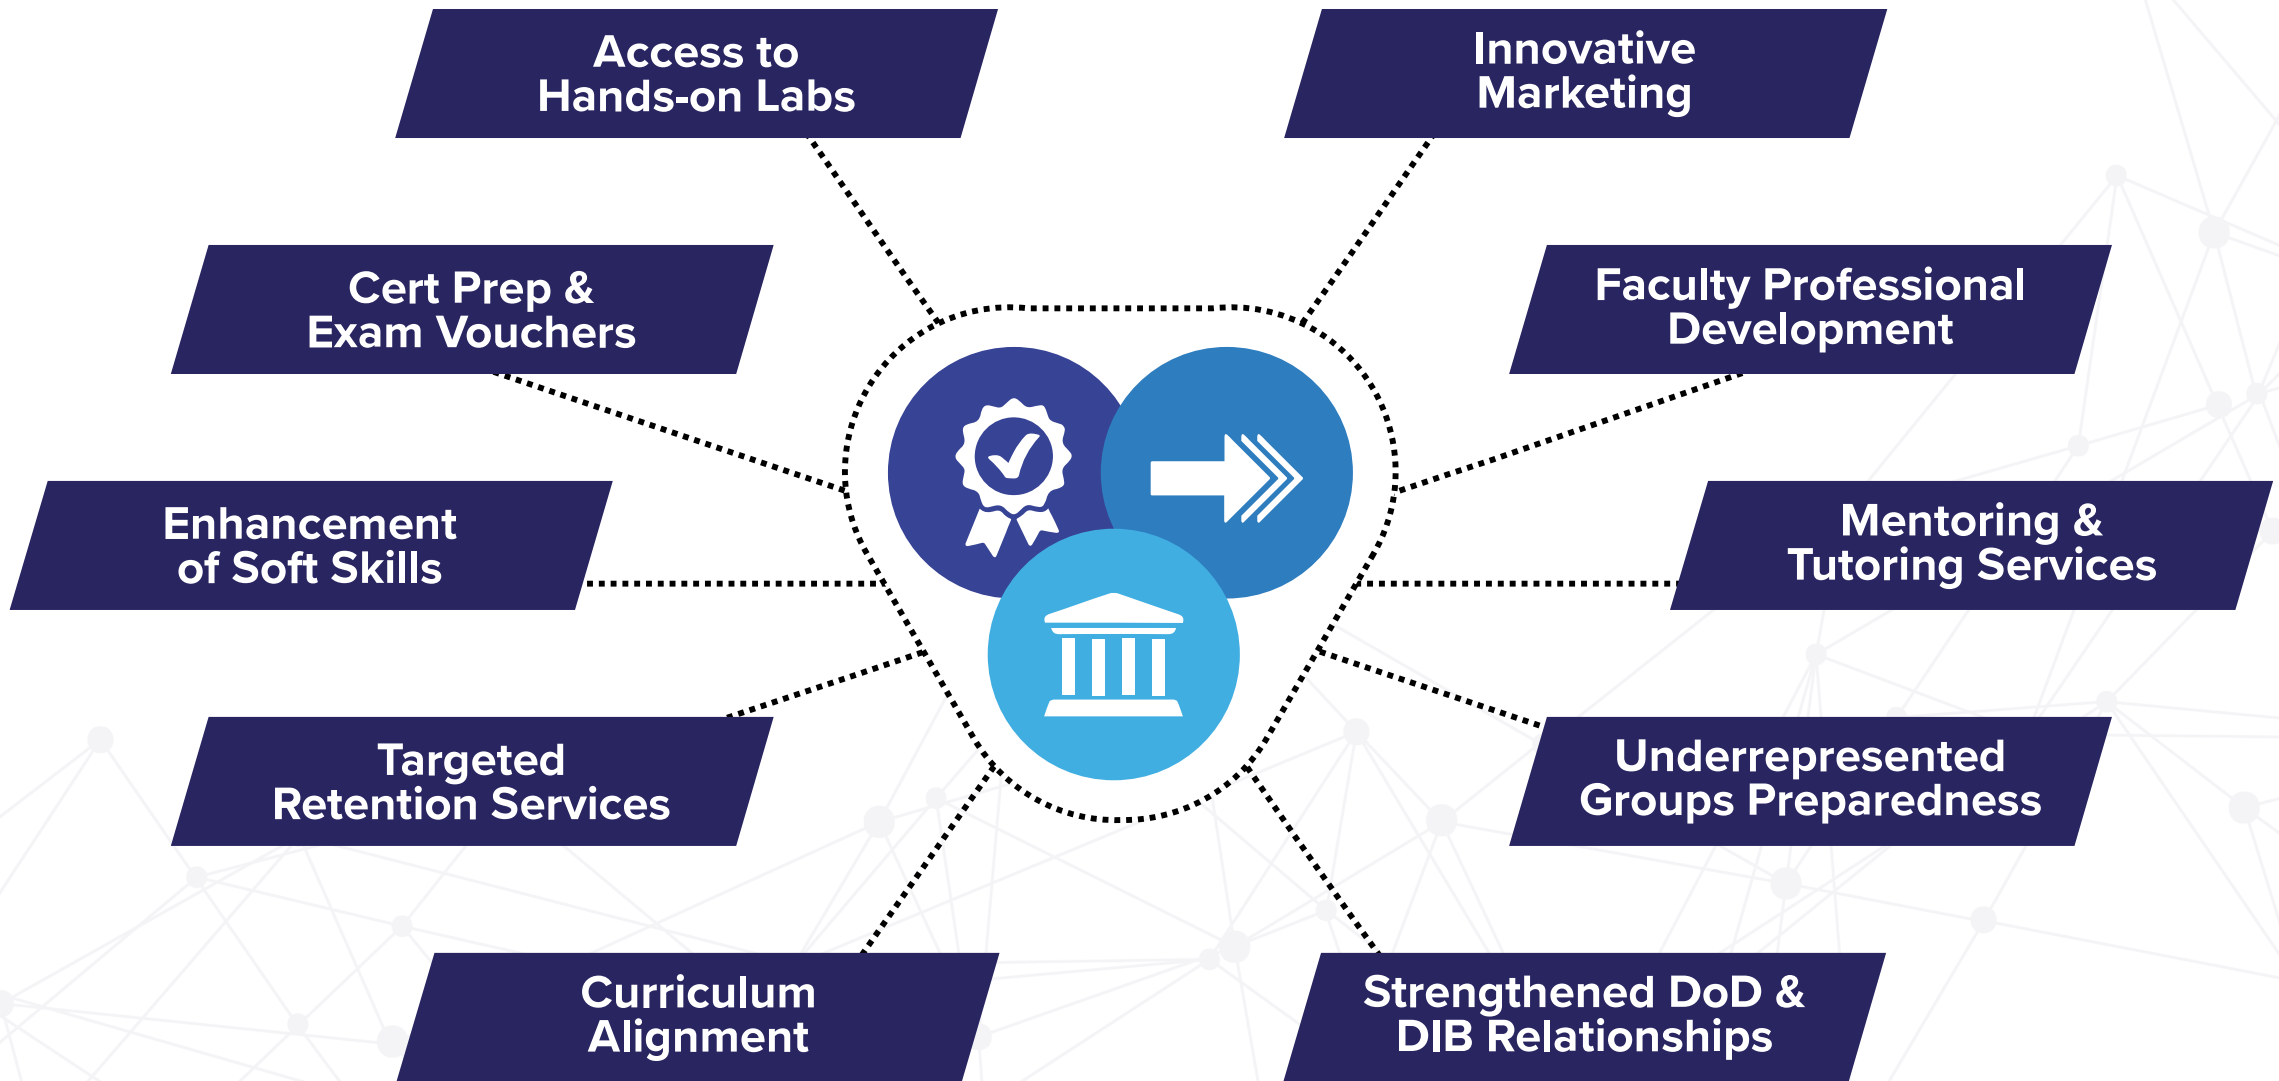 Access to
Hands-on Labs
Innovative
Marketing
Cert Prep &
Exam Vouchers
Faculty Professional
Development
Enhancement
of Soft Skills
Mentoring &
Tutoring Services
Targeted
Retention Services
Underrepresented
Groups Preparedness
Curriculum
Alignment
Strengthened DoD &
DIB Relationships